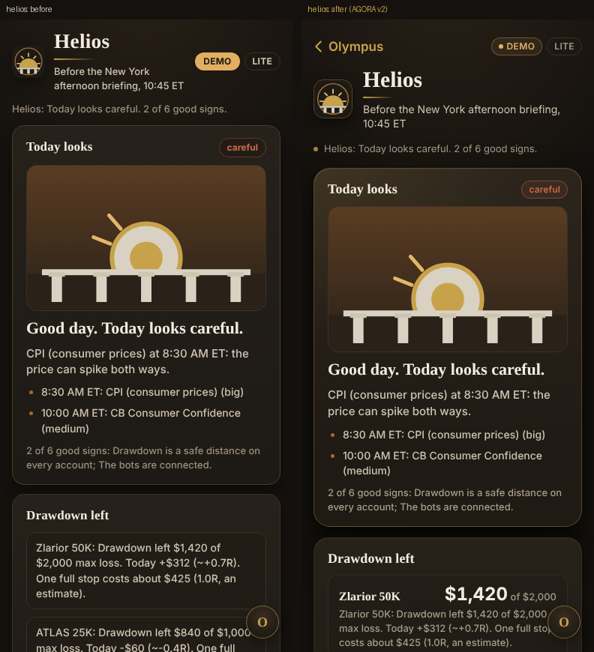 helios before
Helios
Before the New York
afternoon briefing, 10:45 ET
DEMO
LITE
Helios: Today looks careful. 2 of 6 good signs.
Today looks
careful
Good day. Today looks careful.
CPI (consumer prices) at 8:30 AM ET: the
price can spike both ways.
8:30 AM ET: CPI (consumer prices) (big)
10:00 AM ET: CB Consumer Confidence
(medium)
2 of 6 good signs: Drawdown is a safe distance on
every account; The bots are connected.
Drawdown left
Zlarior 50K: Drawdown left $1,420 of
$2,000 max loss. Today +$312 (~+0.7R).
One full stop costs about $425 (1.0R, an
estimate).
ATLAS 25K: Drawdown left $840 of $1,000
max loss. Today -$60 (~-0.4R). One full
O
helios after (AGORA v2)
Olympus
DEMO
LITE
Helios
Before the New York afternoon briefing,
10:45 ET
Helios: Today looks careful. 2 of 6 good signs.
Today looks
careful
Good day. Today looks careful.
CPI (consumer prices) at 8:30 AM ET: the
price can spike both ways.
8:30 AM ET: CPI (consumer prices) (big)
10:00 AM ET: CB Consumer Confidence
(medium)
2 of 6 good signs: Drawdown is a safe distance on
every account; The bots are connected.
Drawdown left
Zlarior 50K
$1,420 of $2,000
Zlarior 50K: Drawdown left $1,420 of $2,000
max loss. Today +$312 (~+0.7R). One full stop
costs about $425 (1.0R, an estimate).
O